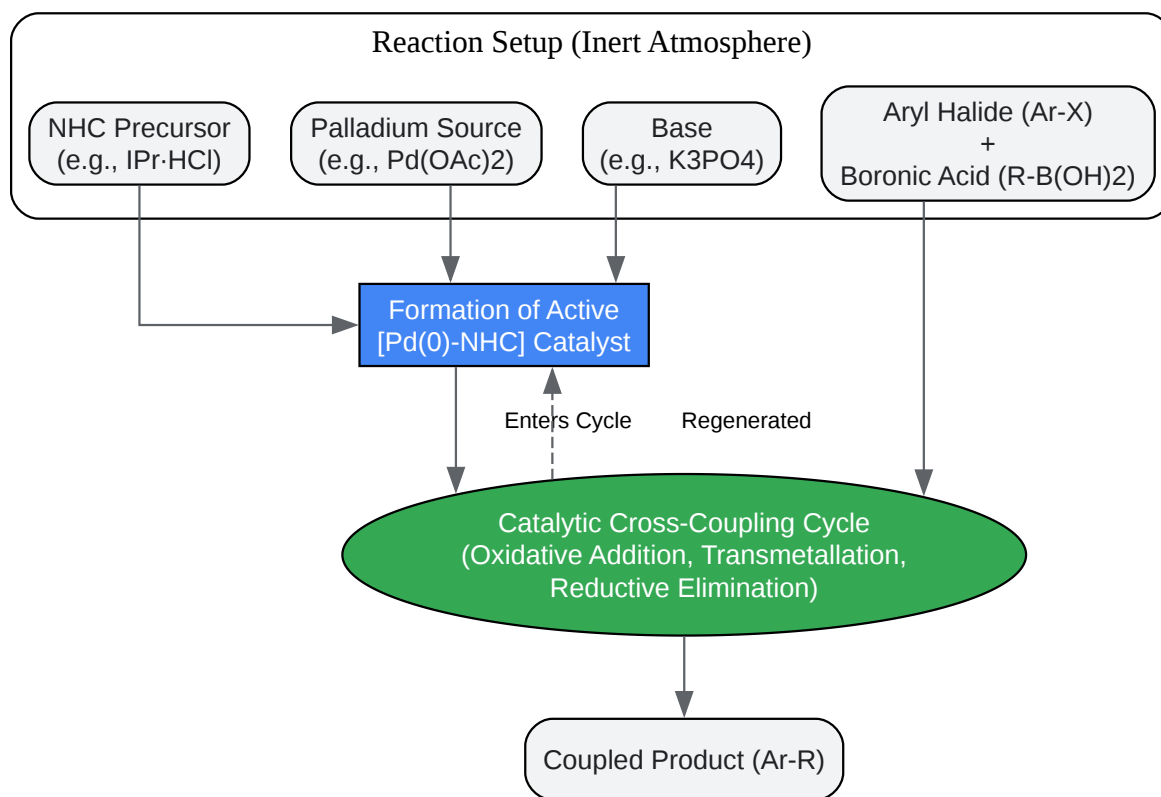 Reaction Setup (Inert Atmosphere)
NHC Precursor
(e.g., IPr·HCl)
Palladium Source
(e.g., Pd(OAc)2)
Base
(e.g., K3PO4)
Aryl Halide (Ar-X)
+
Boronic Acid (R-B(OH)2)
Formation of Active
[Pd(0)-NHC] Catalyst
Enters Cycle
Regenerated
Catalytic Cross-Coupling Cycle
(Oxidative Addition, Transmetallation,
Reductive Elimination)
Coupled Product (Ar-R)